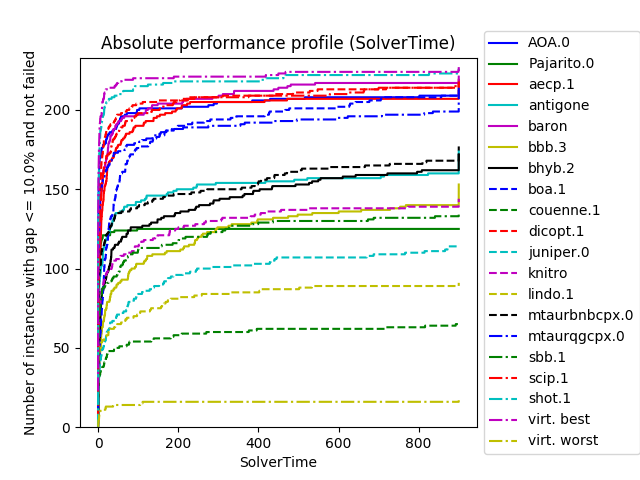 Absolute performance profile (SolverTime)
Number of instances with gap <= 10.0% and not failed
200
150
100
50
0
0 200 400 600 800
SolverTime
AOA.0
Pajarito.0
aecp.1
antigone
baron
bbb.3
bhyb.2
boa.1
couenne.1
dicopt.1
juniper.0
knitro
lindo.1
mtaurbnbcpx.0
mtaurqgcpx.0
sbb.1
scip.1
shot.1
virt. best
virt. worst